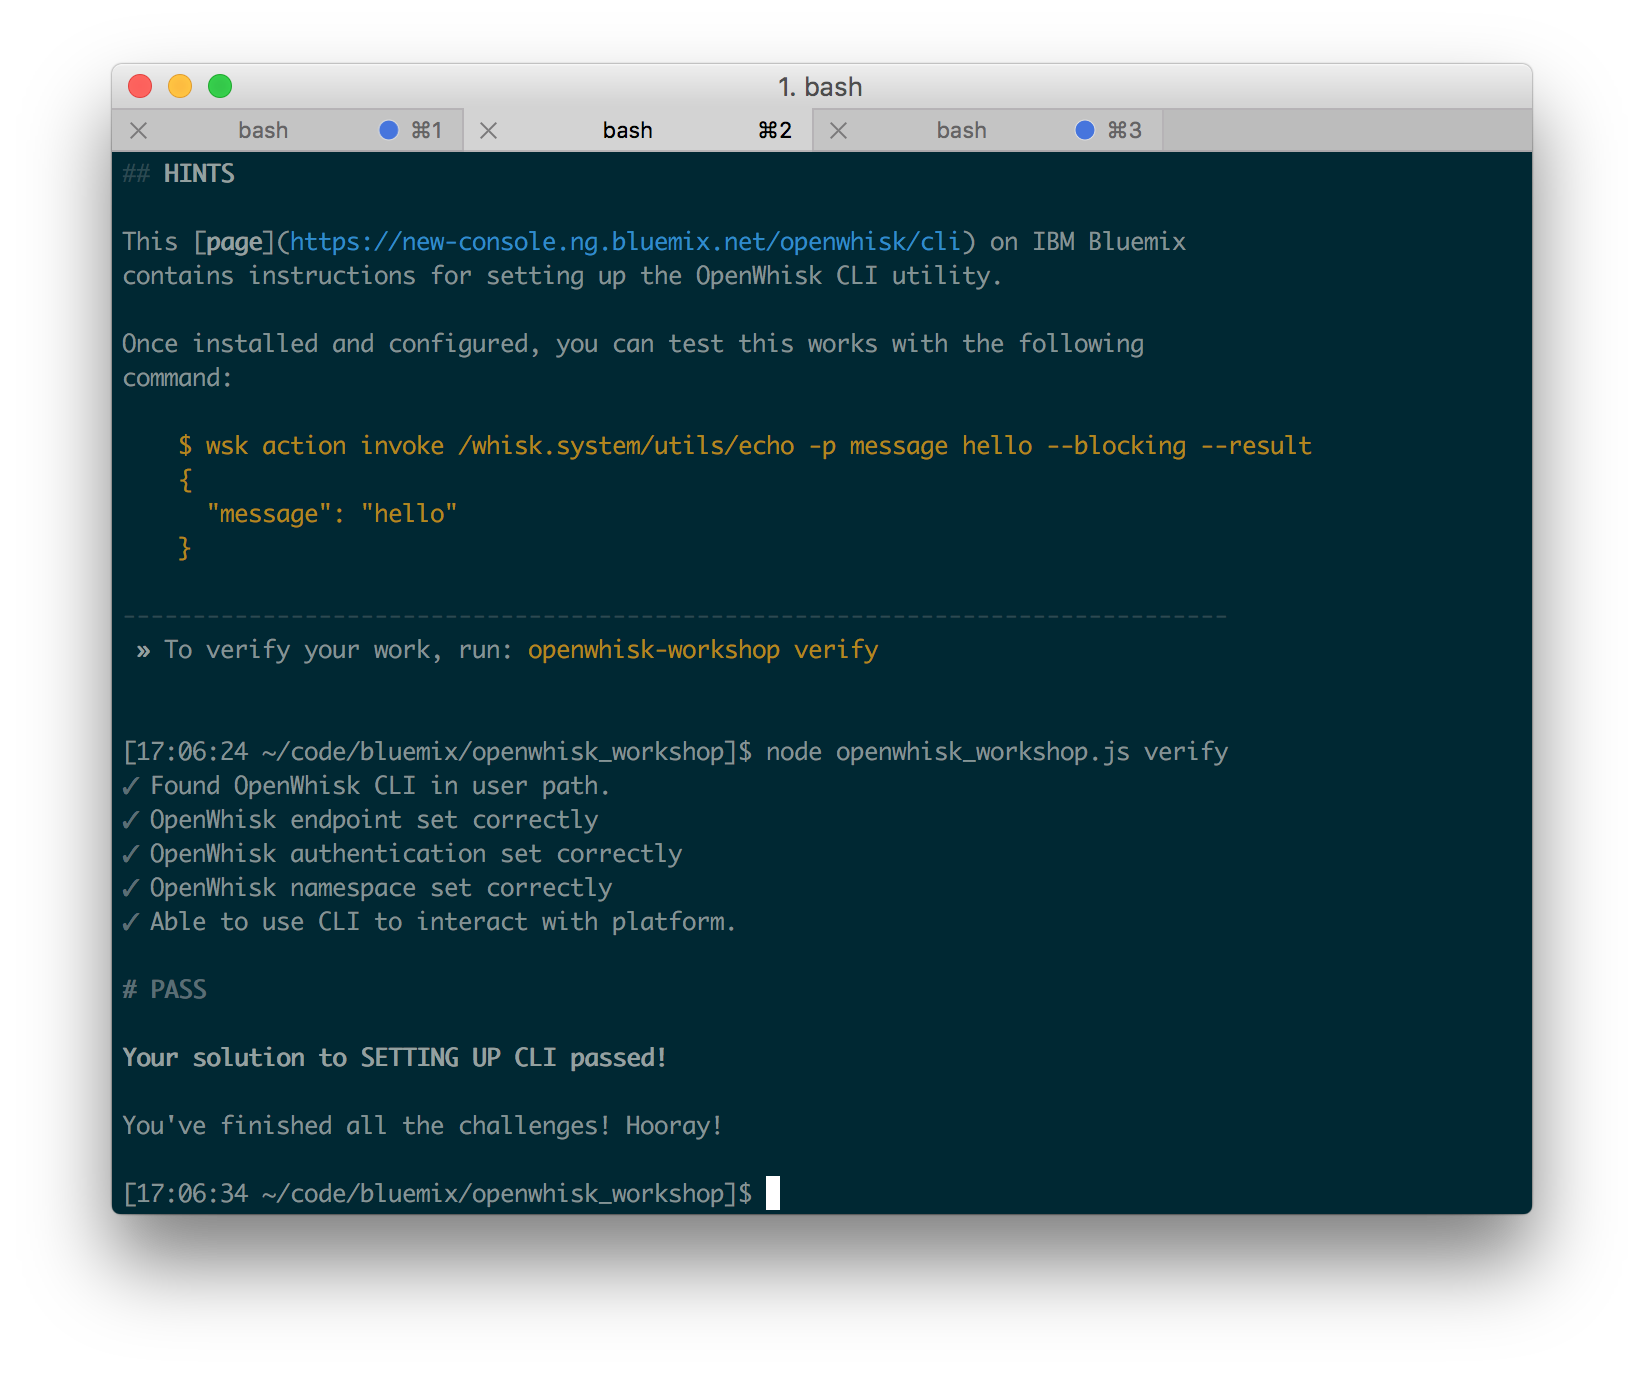 1. bash
bash ⌘1 bash ⌘2 bash ⌘3
## HINTS
This [page](https://new-console.ng.bluemix.net/openwhisk/cli) on IBM Bluemix
contains instructions for setting up the OpenWhisk CLI utility.
Once installed and configured, you can test this works with the following
command:
$ wsk action invoke /whisk.system/utils/echo -p message hello --blocking --result
{
"message": "hello"
}
-------------------------------------------------------------------------------
» To verify your work, run: openwhisk-workshop verify
[17:06:24 ~/code/bluemix/openwhisk_workshop]$ node openwhisk_workshop.js verify
✓ Found OpenWhisk CLI in user path.
✓ OpenWhisk endpoint set correctly
✓ OpenWhisk authentication set correctly
✓ OpenWhisk namespace set correctly
✓ Able to use CLI to interact with platform.
# PASS
Your solution to SETTING UP CLI passed!
You've finished all the challenges! Hooray!
[17:06:34 ~/code/bluemix/openwhisk_workshop]$